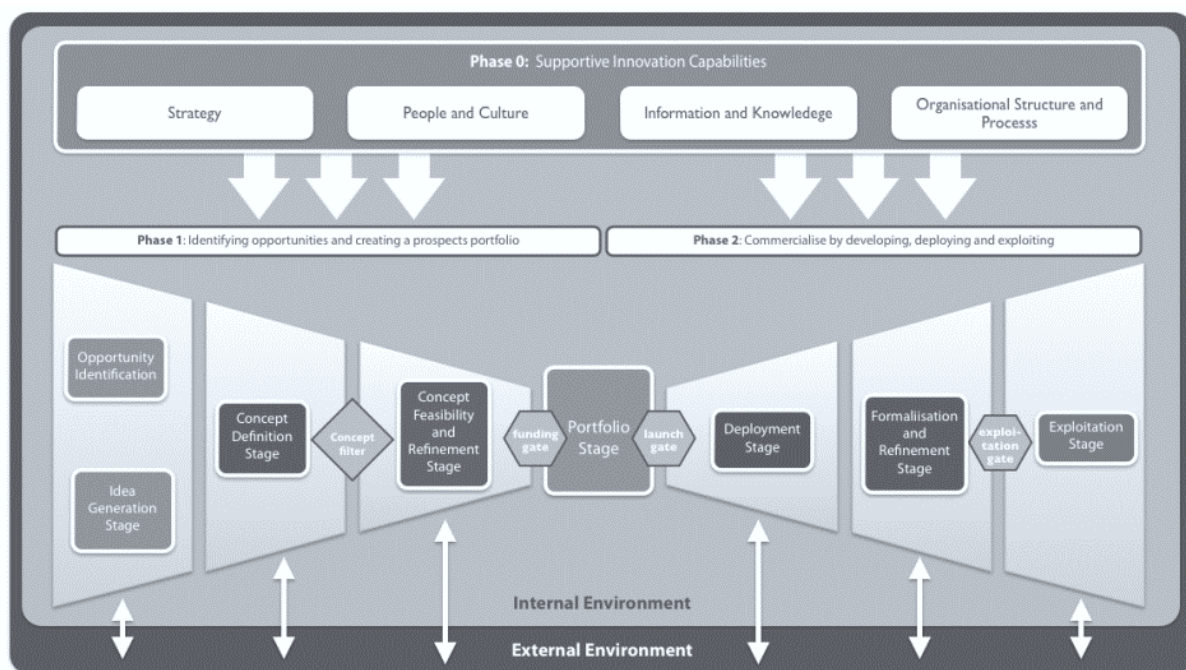 Phase 0: Supportive Innovation Capabilities
Strategy
People and Culture
Information and Knowledege
Organisational Structure and
Processs
Phase 1: Identifying opportunities and creating a prospects portfolio
Phase 2: Commercialise by developing, deploying and exploiting
Opportunity
Identification
Idea
Generation
Stage
Concept
Definition
Stage
Concept
filter
Concept
Feasibility
and
Refinement
Stage
funding
gate
Portfolio
Stage
launch
gate
Deployment
Stage
Formaliisation
and
Refinement
Stage
exploi-
tation
gate
Exploitation
Stage
Internal Environment
External Environment